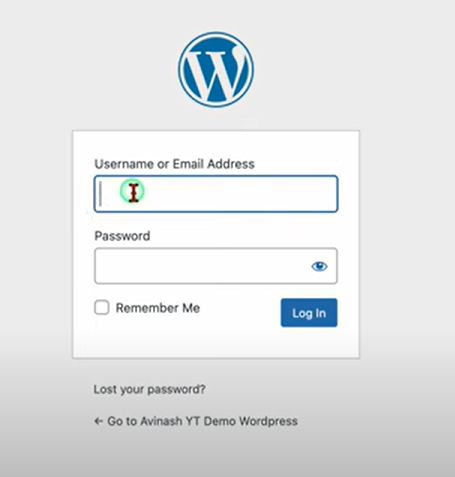 Username or Email Address
Password
Remember Me
Log In
Lost your password?
← Go to Avinash YT Demo Wordpress